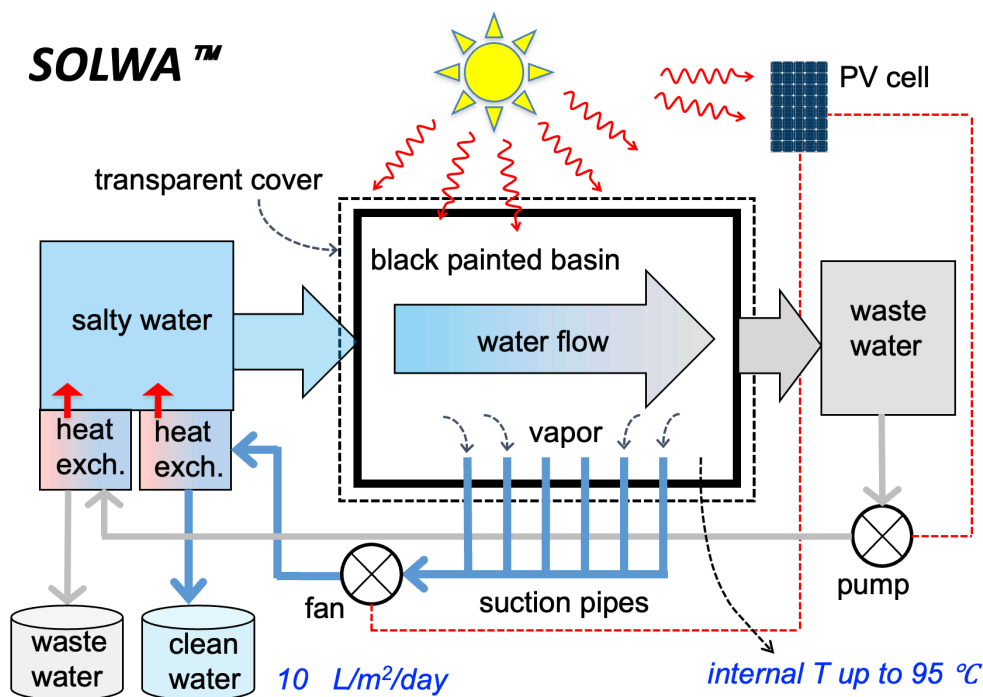 SOLWA™
PV cell
transparent cover
black painted basin
salty water
water flow
waste
water
heat
exch.
heat
exch.
vapor
fan
suction pipes
pump
waste
water
clean
water
10 L/m²/day
internal T up to 95 ℃